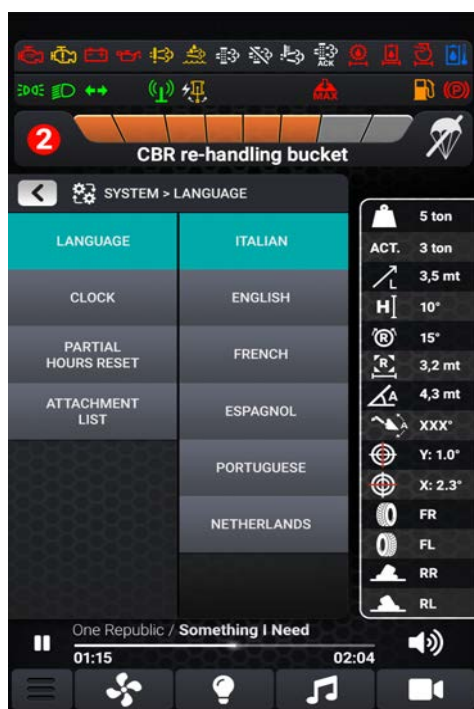 ACK
MAX
2
CBR re-handling bucket
SYSTEM > LANGUAGE
LANGUAGE
CLOCK
PARTIAL
HOURS RESET
ATTACHMENT
LIST
ITALIAN
ENGLISH
FRENCH
ESPAGNOL
PORTUGUESE
NETHERLANDS
5 ton
ACT. 3 ton
L 3,5 mt
H 10°
R 15°
R 3,2 mt
A 4,3 mt
A XXX°
Y: 1.0°
X: 2.3°
FR
FL
RR
RL
One Republic / Something I Need
01:15 02:04